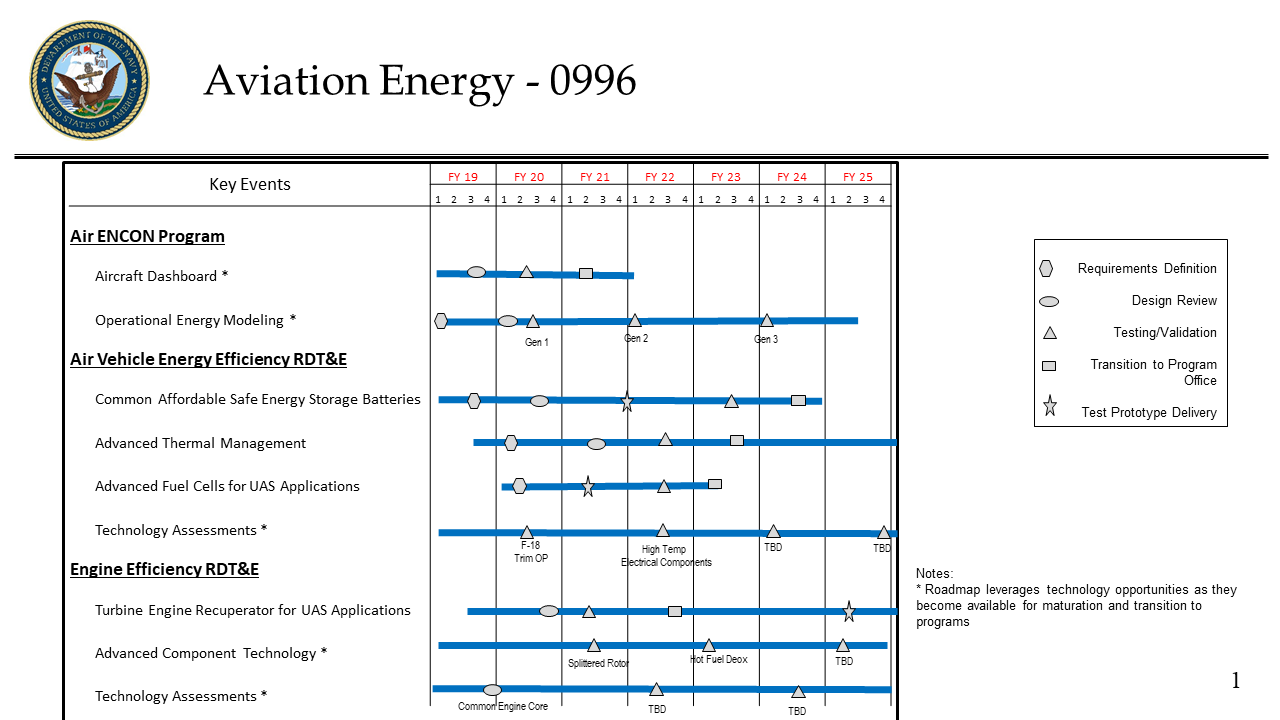 DEPARTMENT OF THE NAVY
UNITED STATES OF AMERICA
Aviation Energy - 0996
Key Events
FY 19 FY 20 FY 21 FY 22 FY 23 FY 24 FY 25
1 2 3 4 1 2 3 4 1 2 3 4 1 2 3 4 1 2 3 4 1 2 3 4 1 2 3 4
Air ENCON Program
Aircraft Dashboard *
Operational Energy Modeling *
Gen 1 Gen 2 Gen 3
Air Vehicle Energy Efficiency RDT&E
Common Affordable Safe Energy Storage Batteries
Advanced Thermal Management
Advanced Fuel Cells for UAS Applications
Technology Assessments *
F-18
Trim OP
High Temp
Electrical Components
TBD
TBD
Engine Efficiency RDT&E
Turbine Engine Recuperator for UAS Applications
Advanced Component Technology *
Splittered Rotor
Hot Fuel Deox
TBD
Technology Assessments *
Common Engine Core
TBD
TBD
Requirements Definition
Design Review
Testing/Validation
Transition to Program
Office
Test Prototype Delivery
Notes:
* Roadmap leverages technology opportunities as they
become available for maturation and transition to
programs
1